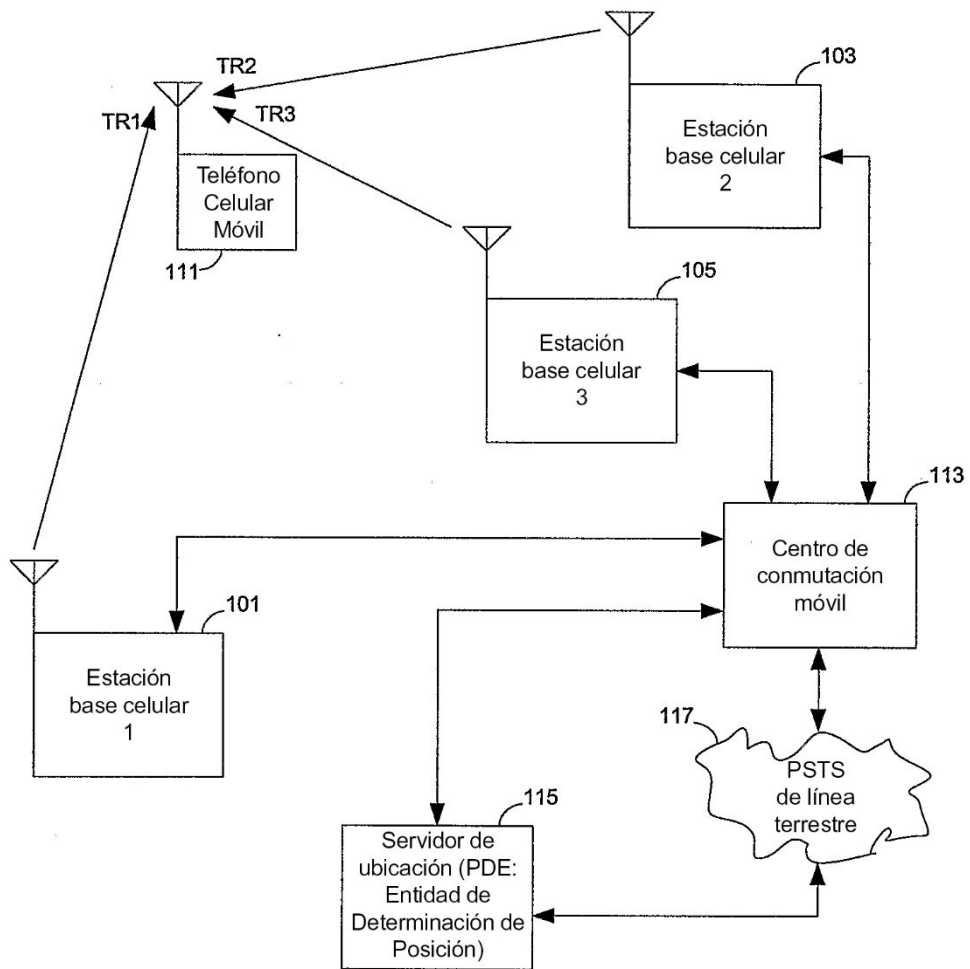 TR2
103
TR1
TR3
Estación
base celular
2
Teléfono
Celular
Móvil
111
105
Estación
base celular
3
113
Centro de
conmutación
móvil
101
Estación
base celular
1
117
PSTS
de línea
terrestre
115
Servidor de
ubicación (PDE:
Entidad de
Determinación de
Posición)